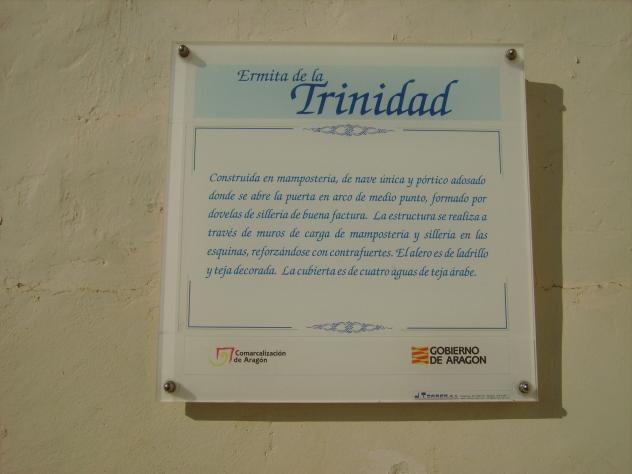 Ermita de la
Trinidad
Construida en mampostería, de nave única y pórtico adosado
donde se abre la puerta en arco de medio punto, formado por
dovelas de sillería de buena factura. La estructura se realiza a
través de muros de carga de mampostería y sillería en las
esquinas, reforzándose con contrafuertes. El alero es de ladrillo
y teja decorada. La cubierta es de cuatro águas de teja árabe.
Comarcalización
de Aragón
GOBIERNO
DE ARAGON